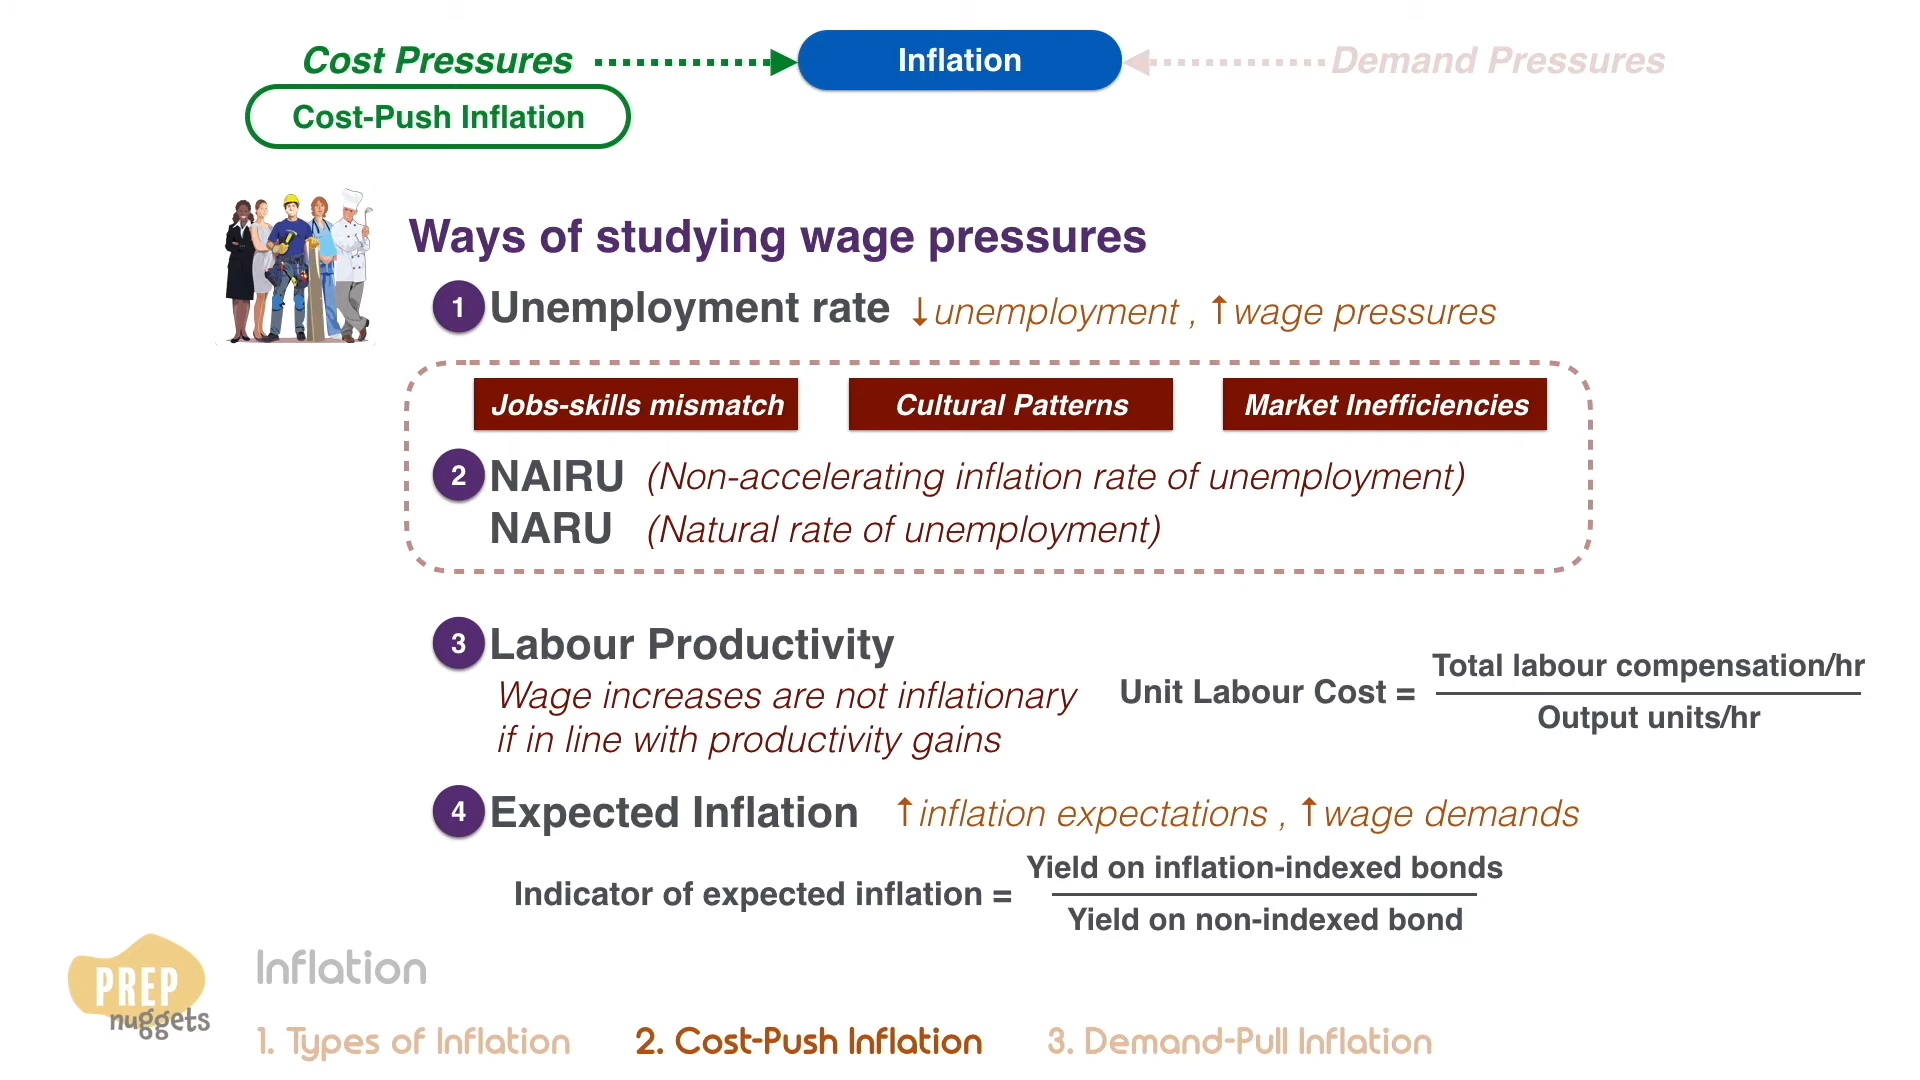 Cost Pressures
Inflation
Demand Pressures
Cost-Push Inflation
Ways of studying wage pressures
1 Unemployment rate ↓unemployment , ↑wage pressures
Jobs-skills mismatch
Cultural Patterns
Market Inefficiencies
2 NAIRU (Non-accelerating inflation rate of unemployment)
NARU (Natural rate of unemployment)
3 Labour Productivity
Wage increases are not inflationary
if in line with productivity gains
Unit Labour Cost =
Total labour compensation/hr
Output units/hr
4 Expected Inflation ↑inflation expectations , ↑wage demands
Indicator of expected inflation =
Yield on inflation-indexed bonds
Yield on non-indexed bond
PREP
nuggets
Inflation
1. Types of Inflation
2. Cost-Push Inflation
3. Demand-Pull Inflation